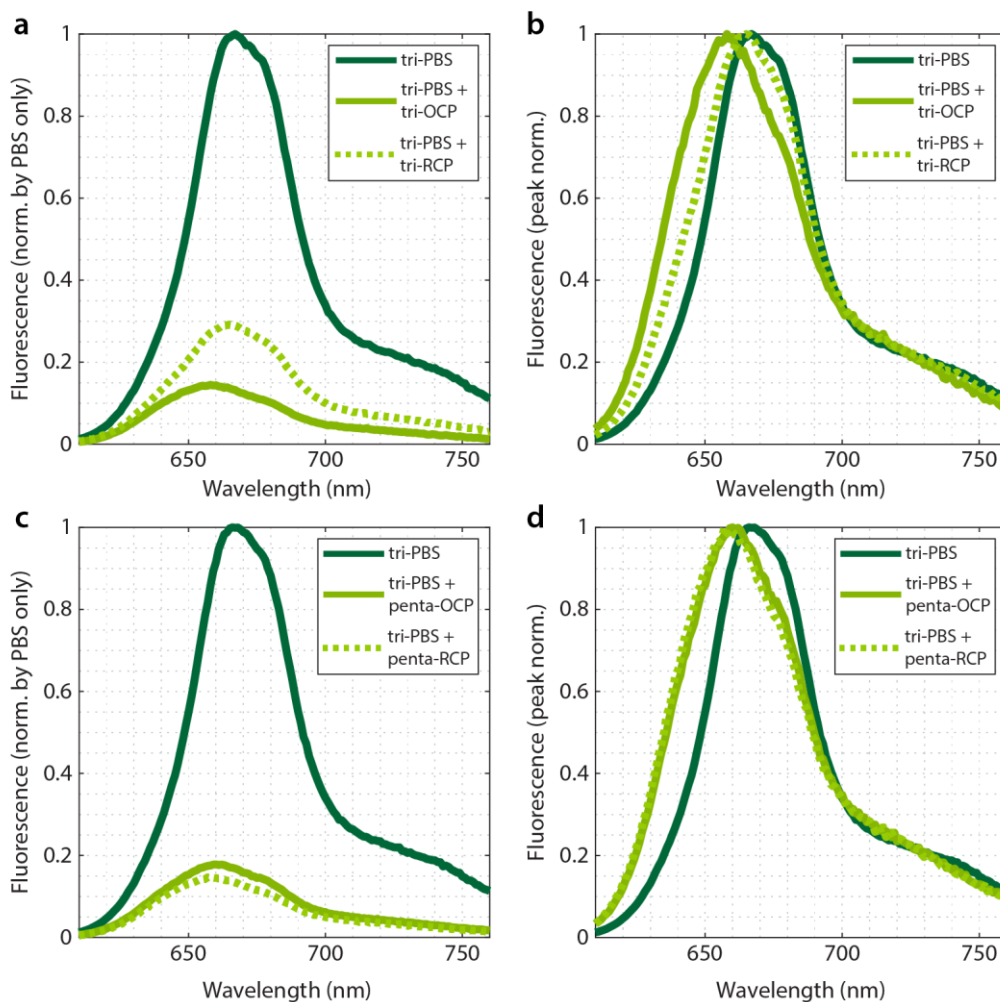 a
Fluorescence (norm. by PBS only)
1
0.8
0.6
0.4
0.2
0
650
700
750
Wavelength (nm)
tri-PBS
tri-PBS +
tri-OCP
tri-PBS +
tri-RCP
b
Fluorescence (peak norm.)
1
0.8
0.6
0.4
0.2
0
650
700
750
Wavelength (nm)
tri-PBS
tri-PBS +
tri-OCP
tri-PBS +
tri-RCP
c
Fluorescence (norm. by PBS only)
1
0.8
0.6
0.4
0.2
0
650
700
750
Wavelength (nm)
tri-PBS
tri-PBS +
penta-OCP
tri-PBS +
penta-RCP
d
Fluorescence (peak norm.)
1
0.8
0.6
0.4
0.2
0
650
700
750
Wavelength (nm)
tri-PBS
tri-PBS +
penta-OCP
tri-PBS +
penta-RCP